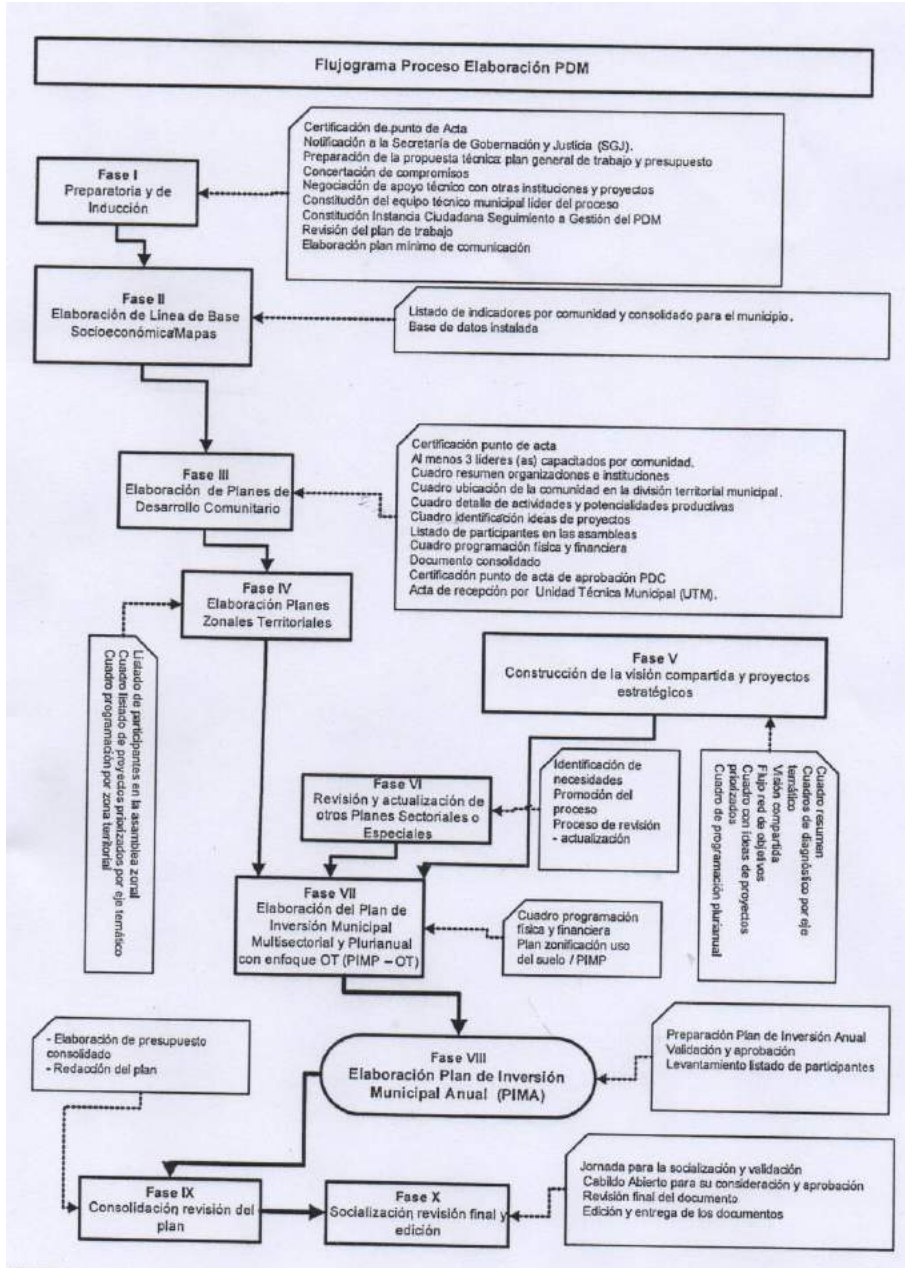 Flujograma Proceso Elaboración PDM
Certificación de punto de Acta
Notificación a la Secretaría de Gobernación y Justicia (SGJ).
Preparación de la propuesta técnica: plan general de trabajo y presupuesto
Concertación de compromisos
Negociación de apoyo técnico con otras instituciones y proyectos
Constitución del equipo técnico municipal líder del proceso
Constitución Instancia Ciudadana Seguimiento a Gestión del PDM
Revisión del plan de trabajo
Elaboración plan mínimo de comunicación
Fase I
Preparatoria y de
Inducción
Fase II
Elaboración de Línea de Base
Socioeconómica/Mapas
Listado de indicadores por comunidad y consolidado para el municipio.
Base de datos instalada
Fase III
Elaboración de Planes de
Desarrollo Comunitario
Certificación punto de acta
Al menos 3 líderes (as) capacitados por comunidad.
Cuadro resumen organizaciones e instituciones
Cuadro ubicación de la comunidad en la división territorial municipal.
Cuadro detalle de actividades y potencialidades productivas
Cuadro identificación ideas de proyectos
Listado de participantes en las asambleas
Cuadro programación física y financiera
Documento consolidado
Certificación punto de acta de aprobación PDC
Acta de recepción por Unidad Técnica Municipal (UTM).
Fase IV
Elaboración Planes
Zonales Territoriales
Listado de participantes en la asamblea zonal
Cuadro listado de proyectos priorizados por eje temático
Cuadro programación por zona territorial
Fase V
Construcción de la visión compartida y proyectos
estratégicos
Cuadro resumen
Cuadros de diagnóstico por eje
temático
Visión compartida
Flujo red de objetivos
Cuadro con ideas de proyectos
priorizados
Cuadro de programación plurianual
Fase VI
Revisión y actualización de
otros Planes Sectoriales o
Especiales
Identificación de
necesidades
Promoción del
proceso
Proceso de revisión
- actualización
Fase VII
Elaboración del Plan de
Inversión Municipal
Multisectorial y Plurianual
con enfoque OT (PIMP – OT)
Cuadro programación
física y financiera
Plan zonificación uso
del suelo / PIMP
Fase VIII
Elaboración Plan de Inversión
Municipal Anual (PIMA)
Preparación Plan de Inversión Anual
Validación y aprobación
Levantamiento listado de participantes
- Elaboración de presupuesto
consolidado
- Redacción del plan
Fase IX
Consolidación revisión del
plan
Fase X
Socialización revisión final y
edición
Jornada para la socialización y validación
Cabildo Abierto para su consideración y aprobación
Revisión final del documento
Edición y entrega de los documentos